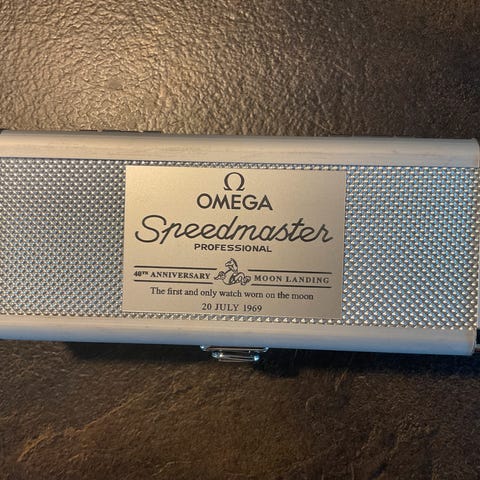 Ω
OMEGA
Speedmaster
PROFESSIONAL
40TH ANNIVERSARY MOON LANDING
The first and only watch worn on the moon
20 JULY 1969